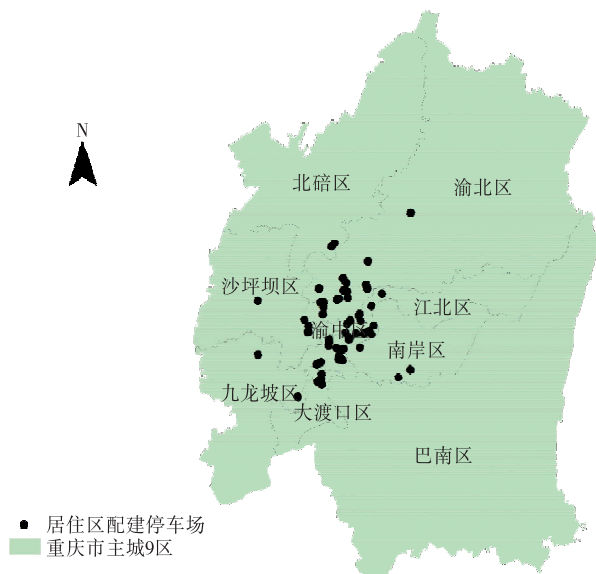 N
北碚区
渝北区
沙坪坝区
江北区
渝中区
南岸区
九龙坡区
大渡口区
巴南区
居住区配建停车场
重庆市主城9区